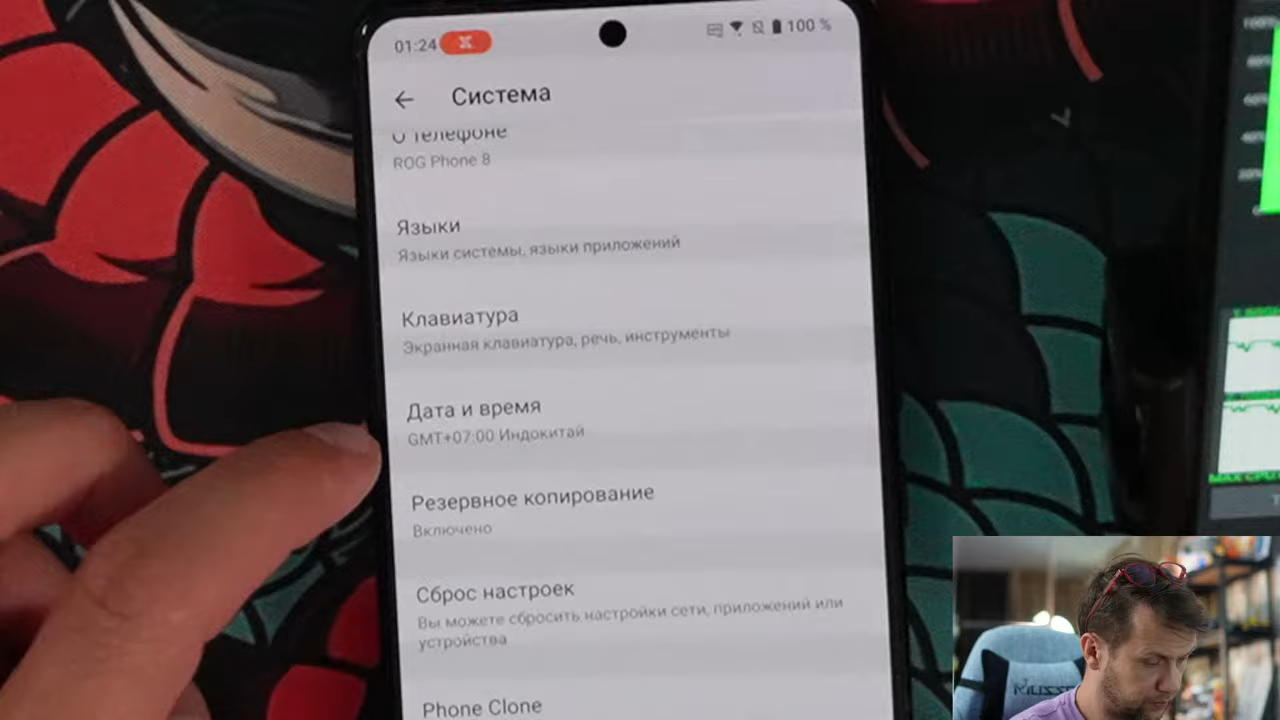 01:24
100 %
Система
О телефоне
ROG Phone 8
Языки
Языки системы, языки приложений
Клавиатура
Экранная клавиатура, речь, инструменты
Дата и время
GMT+07:00 Индокитай
Резервное копирование
Включено
Сброс настроек
Вы можете сбросить настройки сети, приложений или
устройства
Phone Clone